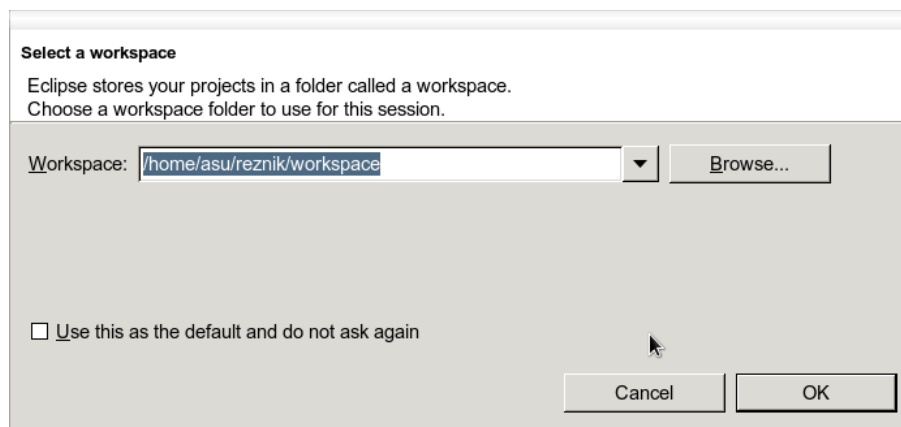 Select a workspace
Eclipse stores your projects in a folder called a workspace.
Choose a workspace folder to use for this session.
Workspace: /home/asu/reznik/workspace Browse...
Use this as the default and do not ask again
Cancel OK